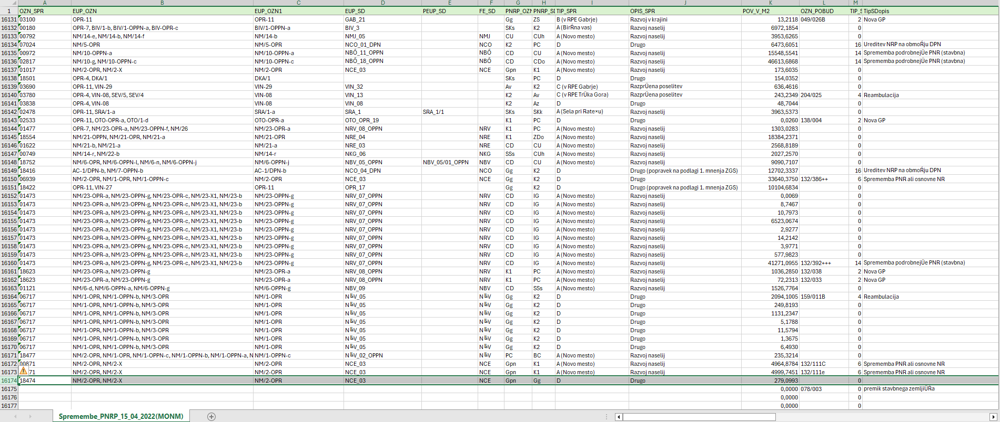 A B C D E F G H I J K L M
1 OZN_SPR EUP_OZN EUP_OZN1 EUP_SD PEUP_SD FE_SD PNRP_OZN PNRP_SI TIP_SPR OPIS_SPR POV_V_M2 OZN_POBUD TIP_S TipSDopis
16131 03100 OPR-11 OPR-11 GAB_21 Gg ZS B (v RPE Gabrje) Razvoj v krajini 13,2118 049/026B 2 Nova GP
16132 00180 OPR-7, BIV/1-b, BIV/1-OPPN-a, BIV-OPR-c BIV/1-OPPN-a BIV_3 SKs K2 A (BirŘna vas) Razvoj naselij 6972,1854 0
16133 00792 NM/14-e, NM/14-b, NM/14-f NM/14-b NMJ_05 NMJ CU CUh A (Novo mesto) Razvoj naselij 3953,6265 0
16134 07024 NM/5-OPR NM/5-OPR NCO_01_DPN NCO K2 PC D Drugo 6473,6051 16 Ureditev NRP na obmoŘju DPN
16135 00972 NM/10-OPPN-a NM/10-OPPN-a NBŐ_11_OPPN NBŐ CD CU A (Novo mesto) Razvoj naselij 15548,5541 14 Sprememba podrobnejÜe PNR (stavbna)
16136 02817 NM/10-g, NM/10-OPPN-c NM/10-OPPN-c NBŐ_18_OPPN NBŐ CD CDo A (Novo mesto) Razvoj naselij 46613,6868 14 Sprememba podrobnejÜe PNR (stavbna)
16137 01017 NM/2-OPR, NM/2-X NM/2-OPR NCE_03 NCE Gpn K1 A (Novo mesto) Razvoj naselij 173,6035 0
16138 18501 OPR-4, DKA/1 DKA/1 SKs PC D Drugo 154,0352 0
16139 03690 OPR-11, VIN-29 VIN-29 VIN_32 Av K2 C (v RPE Gabrje) RazprÜena poselitev 636,4616 0
16140 03780 OPR-4, VIN-08, SEV/5, SEV/4 VIN-08 VIN_13 K2 Av C (v RPE TrÜka Gora) RazprÜena poselitev 243,2349 204/025 4 Reambulacija
16141 03838 OPR-4, VIN-08 VIN-08 VIN_08 K2 Az D Drugo 48,7044 0
16142 02478 OPR-11, SRA/1-a SRA/1-a SRA_1 SRA_1/1 SKs SKk A (Sela pri Rate×u) Razvoj naselij 3963,5373 0
16143 02533 OPR-11, OTO-OPR-a, OTO/1-d OTO-OPR-a OTO_OPR_19 K1 PC D Drugo 0,0260 138/004 2 Nova GP
16144 01477 OPR-7, NM/23-OPR-a, NM/23-OPPN-f, NM/26 NM/23-OPR-a NRV_08_OPPN NRV K1 PC A (Novo mesto) Razvoj naselij 1303,0283 0
16145 18554 NM/21-OPPN, NM/21-OPR, NM/21-a NM/21-OPR NRE_04 NRE K1 ZDo A (Novo mesto) Razvoj naselij 18384,2371 0
16146 01622 NM/21-b, NM/21-a NM/21-a NRE_03 NRE CD CU A (Novo mesto) Razvoj naselij 2568,8189 0
16147 00749 NM/14-r, NM/22-b NM/14-r NKG_06 NKG SSs CUh A (Novo mesto) Razvoj naselij 2027,2570 0
16148 18752 NM/6-OPR, NM/6-OPPN-l, NM/6-n, NM/6-OPPN-j NM/6-OPPN-j NBV_05_OPPN NBV_05/01_OPPN NBV CD CU A (Novo mesto) Razvoj naselij 9090,7107 0
16149 18416 AC-1/DPN-b, NM/7-OPPN-b AC-1/DPN-b NCO_04_DPN NCO Gg K2 D Drugo (popravek na podlagi 1. mnenja ZGS) 12702,3337 16 Ureditev NRP na obmoŘju DPN
16150 06939 NM/2-OPR, NM/1-OPR, NM/1-OPPN-c NM/2-OPR NCE_03 NCE Gg K2 D Drugo 33640,3750 132/386++ 6 Sprememba PNR ali osnovne NR
16151 18422 OPR-11, VIN-27 OPR-11 OPR_17 Gg K2 D Drugo (popravek na podlagi 1. mnenja ZGS) 10104,6834 0
16152 01473 NM/23-OPR-a, NM/23-OPPN-g, NM/23-OPR-c, NM/23-X1, NM/23-b NM/23-OPPN-g NRV_07_OPPN NRV CD IG A (Novo mesto) Razvoj naselij 0,0069 0
16153 01473 NM/23-OPR-a, NM/23-OPPN-g, NM/23-OPR-c, NM/23-X1, NM/23-b NM/23-OPPN-g NRV_07_OPPN NRV CD IG A (Novo mesto) Razvoj naselij 8,7467 0
16154 01473 NM/23-OPR-a, NM/23-OPPN-g, NM/23-OPR-c, NM/23-X1, NM/23-b NM/23-OPPN-g NRV_07_OPPN NRV CD IG A (Novo mesto) Razvoj naselij 10,7973 0
16155 01473 NM/23-OPR-a, NM/23-OPPN-g, NM/23-OPR-c, NM/23-X1, NM/23-b NM/23-OPPN-g NRV_07_OPPN NRV CD IG A (Novo mesto) Razvoj naselij 6523,0674 0
16156 01473 NM/23-OPR-a, NM/23-OPPN-g, NM/23-OPR-c, NM/23-X1, NM/23-b NM/23-OPPN-g NRV_07_OPPN NRV CD IG A (Novo mesto) Razvoj naselij 2,9277 0
16157 01473 NM/23-OPR-a, NM/23-OPPN-g, NM/23-OPR-c, NM/23-X1, NM/23-b NM/23-OPPN-g NRV_07_OPPN NRV CD IG A (Novo mesto) Razvoj naselij 14,2142 0
16158 01473 NM/23-OPR-a, NM/23-OPPN-g, NM/23-OPR-c, NM/23-X1, NM/23-b NM/23-OPPN-g NRV_07_OPPN NRV CD IG A (Novo mesto) Razvoj naselij 3,9771 0
16159 01473 NM/23-OPR-a, NM/23-OPPN-g, NM/23-OPR-c, NM/23-X1, NM/23-b NM/23-OPPN-g NRV_07_OPPN NRV CD IG A (Novo mesto) Razvoj naselij 577,9823 0
16160 01473 NM/23-OPR-a, NM/23-OPPN-g, NM/23-OPR-c, NM/23-X1, NM/23-b NM/23-OPPN-g NRV_07_OPPN NRV CD IG A (Novo mesto) Razvoj naselij 41271,0955 132/392+++ 14 Sprememba podrobnejÜe PNR (stavbna)
16161 18623 NM/23-OPR-a, NM/23-OPPN-g NM/23-OPR-a NRV_08_OPPN NRV K1 PC A (Novo mesto) Razvoj naselij 1036,2850 132/038 2 Nova GP
16162 18623 NM/23-OPR-a, NM/23-OPPN-g NM/23-OPR-a NRV_08_OPPN NRV K1 PC A (Novo mesto) Razvoj naselij 72,2313 132/033 2 Nova GP
16163 01121 NM/6-d, NM/6-OPPN-a, NM/6-OPPN-g NM/6-OPPN-g NBV_09 NBV CD SSs A (Novo mesto) Razvoj naselij 1526,7764 0
16164 06717 NM/1-OPR, NM/1-OPPN-b, NM/3-OPR NM/1-OPR N╚V_05 N╚V Gg K2 D Drugo 2094,1005 159/011B 4 Reambulacija
16165 06717 NM/1-OPR, NM/1-OPPN-b, NM/3-OPR NM/1-OPR N╚V_05 N╚V Gg K2 D Drugo 249,8193 0
16166 06717 NM/1-OPR, NM/1-OPPN-b, NM/3-OPR NM/1-OPR N╚V_05 N╚V Gg K2 D Drugo 1131,2347 0
16167 06717 NM/1-OPR, NM/1-OPPN-b, NM/3-OPR NM/1-OPR N╚V_05 N╚V Gg K2 D Drugo 5,1788 0
16168 06717 NM/1-OPR, NM/1-OPPN-b, NM/3-OPR NM/1-OPR N╚V_05 N╚V Gg K2 D Drugo 11,5794 0
16169 06717 NM/1-OPR, NM/1-OPPN-b, NM/3-OPR NM/1-OPR N╚V_05 N╚V Gg K2 D Drugo 1,3675 0
16170 06717 NM/1-OPR, NM/1-OPPN-b, NM/3-OPR NM/1-OPR N╚V_05 N╚V Gg K2 D Drugo 6,4930 0
16171 18477 NM/2-OPR, NM/1-OPR, NM/1-OPPN-c, NM/1-OPPN-b, NM/1-OPPN-a, N NM/1-OPPN-c N╚V_02_OPPN N╚V PC BC A (Novo mesto) Razvoj naselij 235,3214 0
16172 00871 NM/2-OPR, NM/2-X NM/2-OPR NCE_03 NCE Gpn K1 A (Novo mesto) Razvoj naselij 4964,8784 132/111C 6 Sprememba PNR ali osnovne NR
16173 71 NM/2-OPR, NM/2-X NM/2-OPR NCE_03 NCE Gpn K1 A (Novo mesto) Razvoj naselij 4999,7451 132/111e 6 Sprememba PNR ali osnovne NR
16174 18474 NM/2-OPR, NM/2-X NM/2-OPR NCE_03 NCE Gpn Gg D Drugo 279,0993 0
16175 0,0000 078/003 0 premik stavbnega zemljiÜŘa
16176 0,0000
16177 0,0000
Spremembe_PNRP_15_04_2022(MONM)